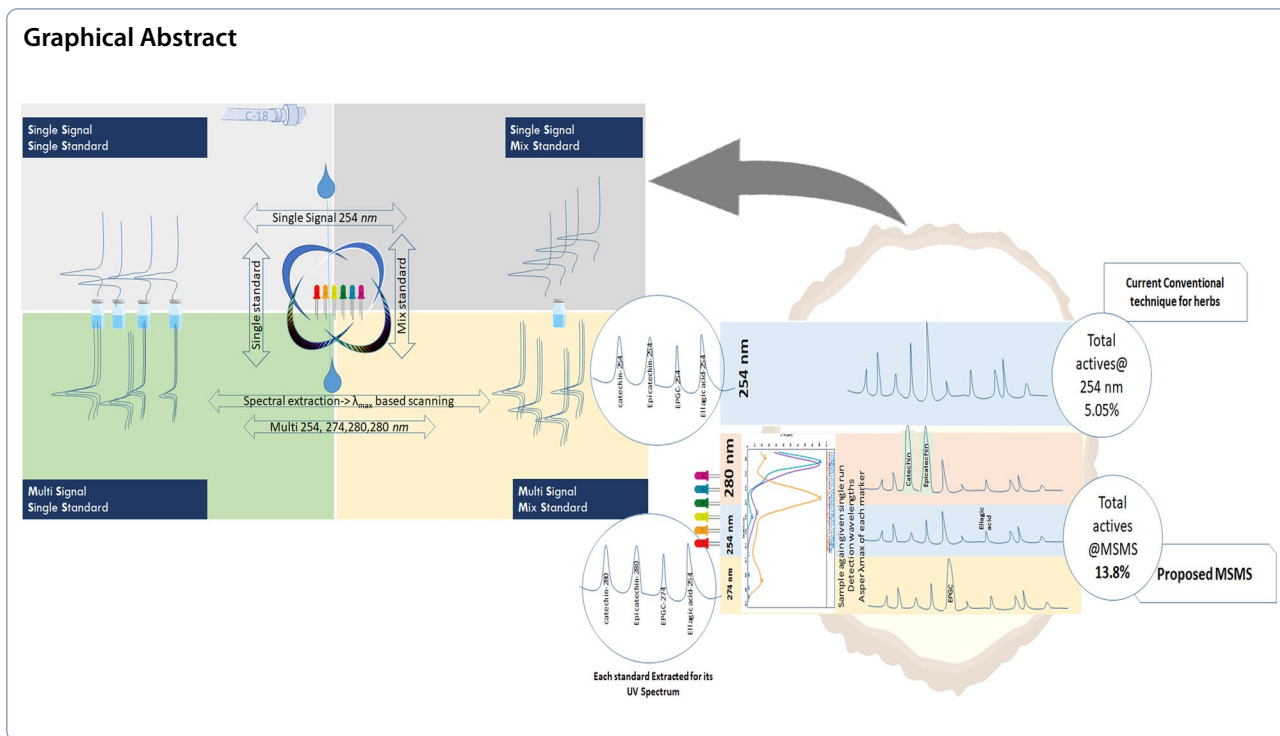 Graphical Abstract
C-18
Single Signal
Single Standard
Single Signal
Mix Standard
Single Signal 254 nm
Single standard
Mix standard
Spectral extraction-> λmax based scanning
Multi 254, 274,280,280 nm
Multi Signal
Single Standard
Multi Signal
Mix Standard
catechin-254
Epicatechin-254
EPGC-254
Ellagic acid-254
254 nm
Current Conventional
technique for herbs
Total
actives@
254 nm
5.05%
280 nm
254 nm
274 nm
Sample again given single run
Detection wavelengths
Asper λmax of each marker
Catechin
Epicatechin
Ellagic
acid
EPGC
Total
actives
@MSMS
13.8%
Proposed MSMS
catechin-280
Epicatechin-280
EPGC-274
Ellagic acid-254
Each standard Extracted for its
UV Spectrum